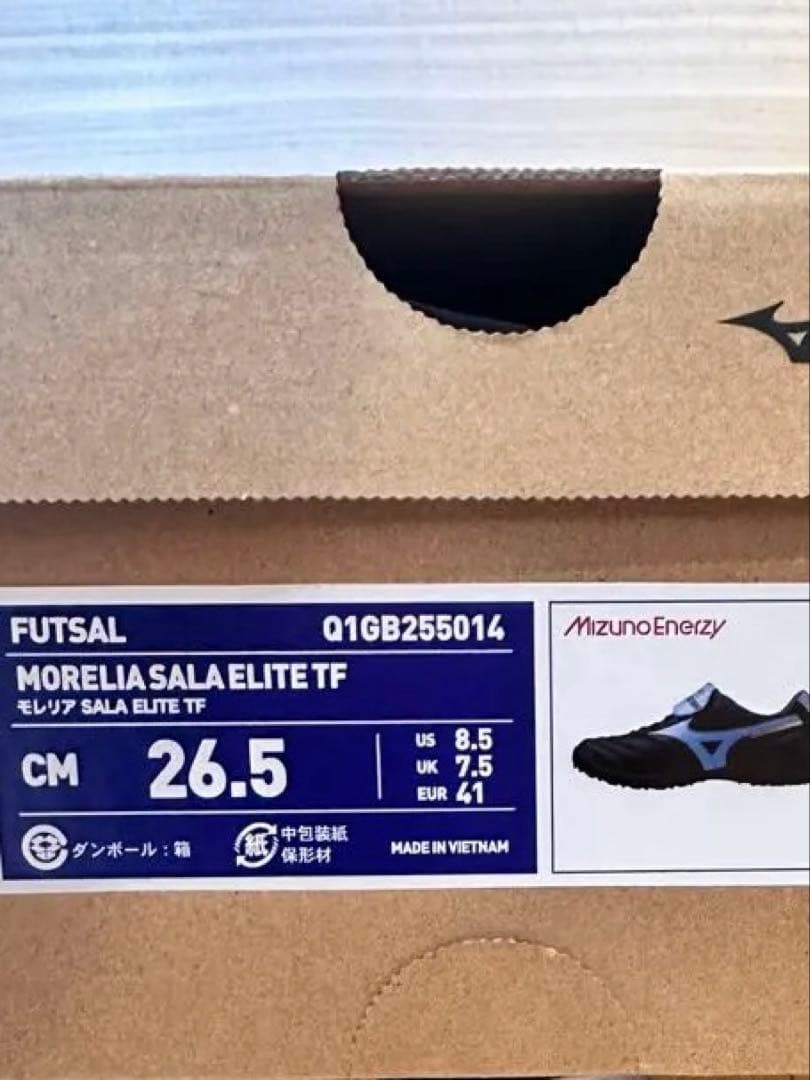 FUTSAL Q1GB255014
MORELIA SALA ELITE TF
モレリア SALA ELITE TF
CM 26.5
US 8.5
UK 7.5
EUR 41
ダンボール：箱
紙 中包装紙
保形材
MADE IN VIETNAM
MIZUNO ENERZY